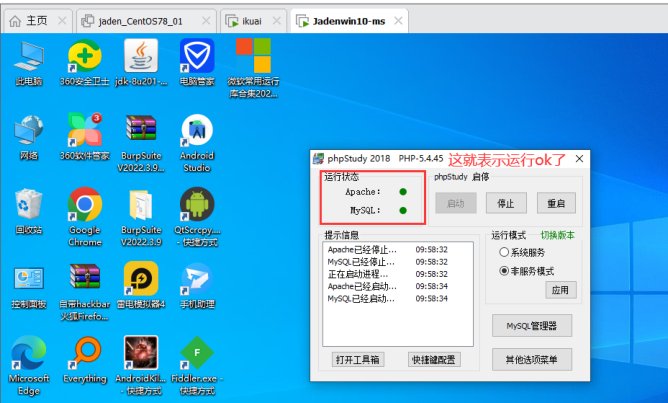 主页
jaden_CentOS78_01
ikuai
Jadenwin10-ms
此电脑
360安全卫士
jdk-8u201-...
电脑管家
微软常用运行
库合集202...
3
网络
360软件管家
BurpSuite
V2022.3.9...
Android
Studio
回收站
Google
Chrome
BurpSuite
V2022.3.9
QtScrcpy...
- 快捷方式
控制面板
自带hackbar
火狐Firefo...
雷电模拟器4
手机助理
Microsoft
Edge
Everything
AndroidKil...
- 快捷方式
F
Fiddler.exe -
快捷方式
phpStudy 2018 PHP-5.4.45 这就表示运行ok了
运行状态
Apache:
MySQL:
phpStudy 启停
启动 停止 重启
提示信息
Apache已经停止... 09:58:32
MySQL已经停止... 09:58:32
正在启动进程... 09:58:32
Apache已经启动... 09:58:34
MySQL已经启动... 09:58:34
打开工具箱 快捷键配置
运行模式 切换版本
系统服务
非服务模式
应用
MySQL管理器
其他选项菜单